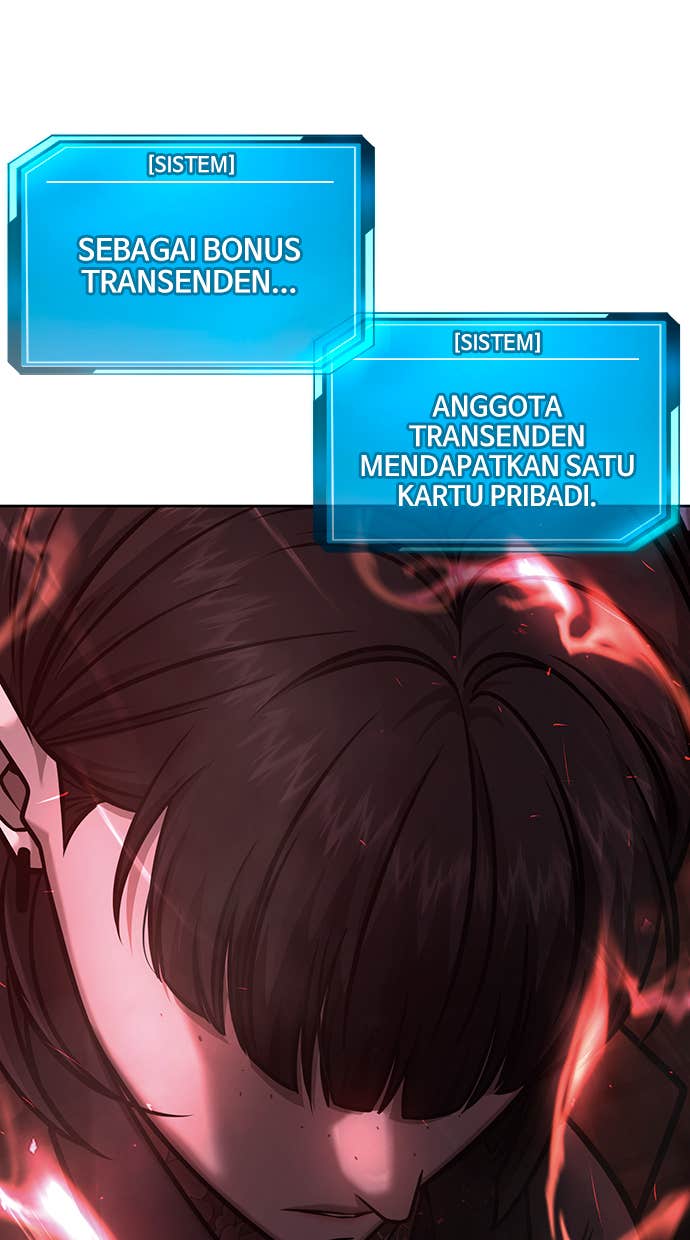 [SISTEM]
SEBAGAI BONUS
TRANSENDEN...
[SISTEM]
ANGGOTA
TRANSENDEN
MENDAPATKAN SATU
KARTU PRIBADI.